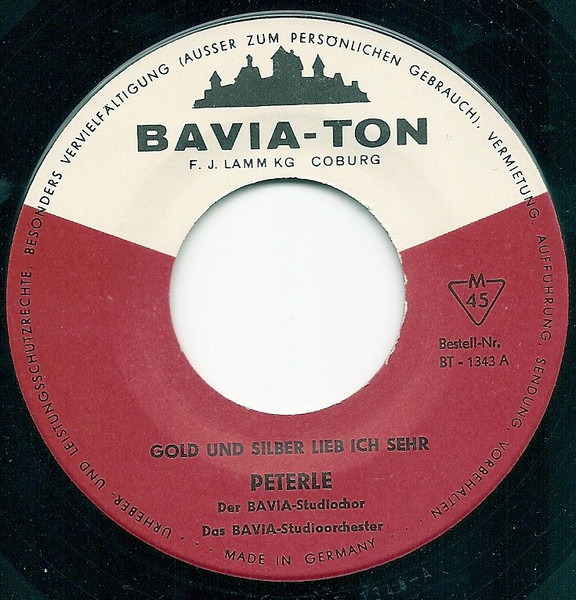 URHEBER- UND LEISTUNGSSCHUTZRECHTE, BESONDERS VERVIELFÄLTIGUNG (AUSSER ZUM PERSÖNLICHEN GEBRAUCH), VERMIETUNG, AUFFÜHRUNG, SENDUNG, VORBEHALTEN
BAVIA-TON
F. J. LAMM KG COBURG
M
45
Bestell-Nr.
BT - 1343 A
GOLD UND SILBER LIEB ICH SEHR
PETERLE
Der BAVIA-Studiochor
Das BAVIA-Studioorchester
MADE IN GERMANY